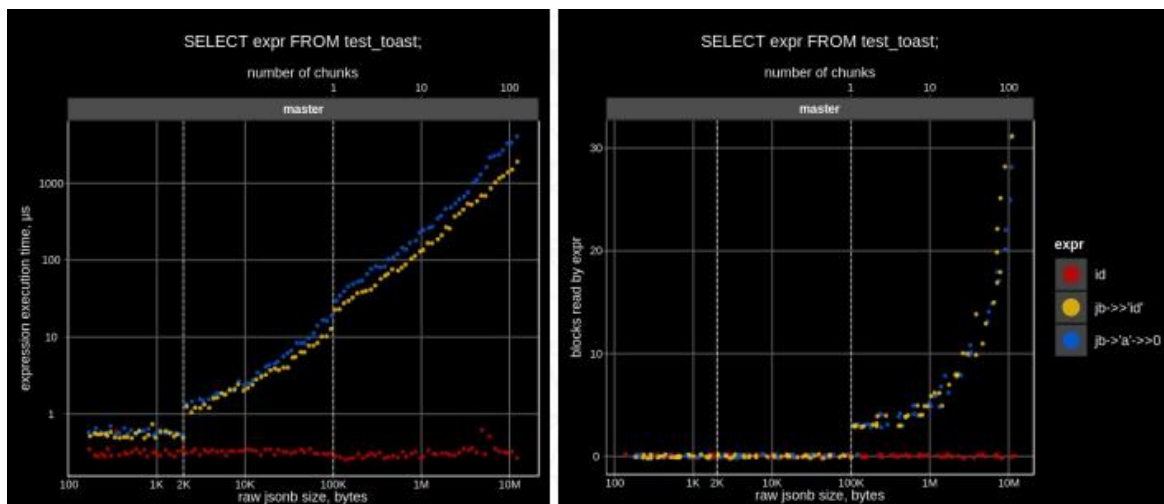 SELECT expr FROM test_toast;
number of chunks
1 10 100
master
expression execution time, µs
1000
100
10
1
100 1K 2K 10K 100K 1M 10M
raw jsonb size, bytes
SELECT expr FROM test_toast;
number of chunks
1 10 100
master
blocks read by expr
30
20
10
0
100 1K 2K 10K 100K 1M 10M
raw jsonb size, bytes
expr
id
jb->>'id'
jb->'a'->>0